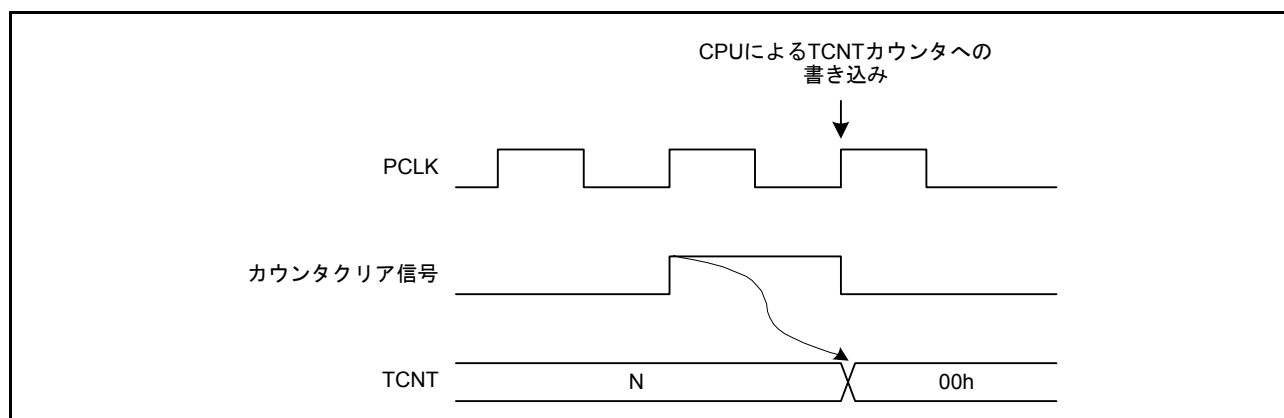 CPUによるTCNTカウンタへの
書き込み
PCLK
カウンタクリア信号
TCNT
N
00h